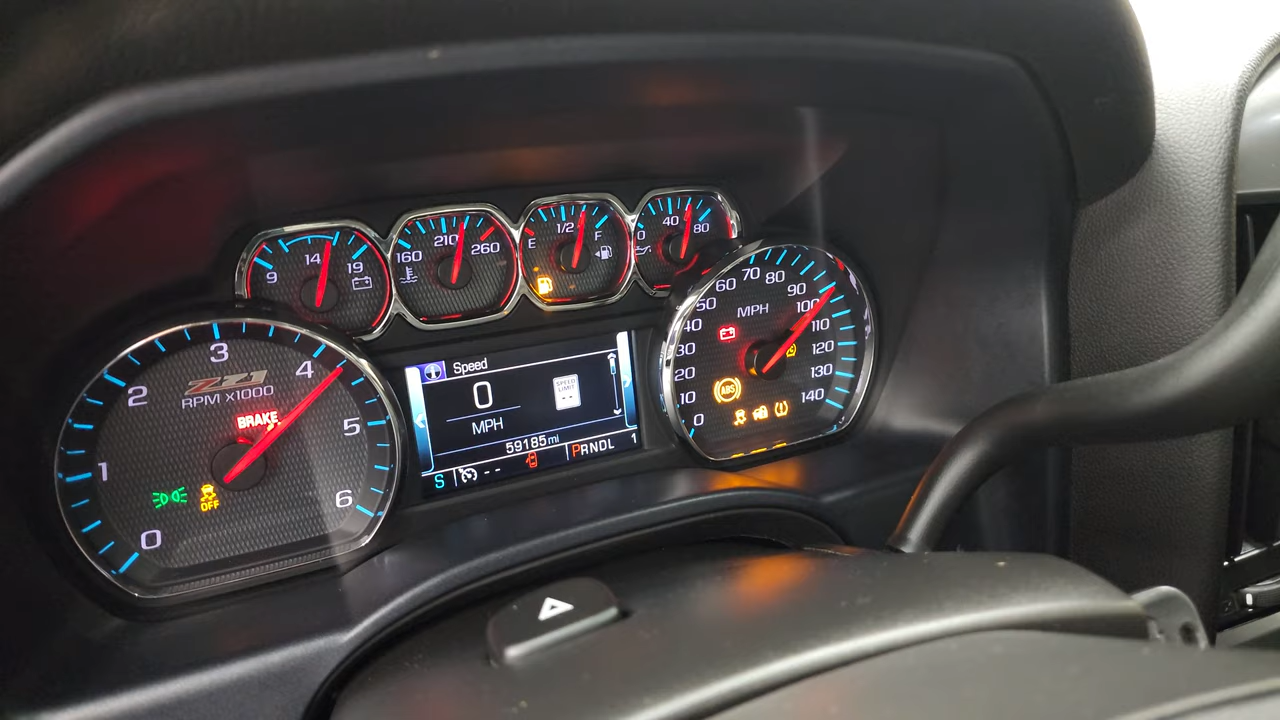 9 14 19
160 210 260
E 1/2 F
0 40 80
0 1 2 3 4 5 6
Z71
RPM x1000
BRAKE
OFF
Speed
0
MPH
SPEED
LIMIT
--
59185 mi
S -- PRNDL 1
0 10 20 30 40 50 60 70 80 90 100 110 120 130 140
MPH
ABS